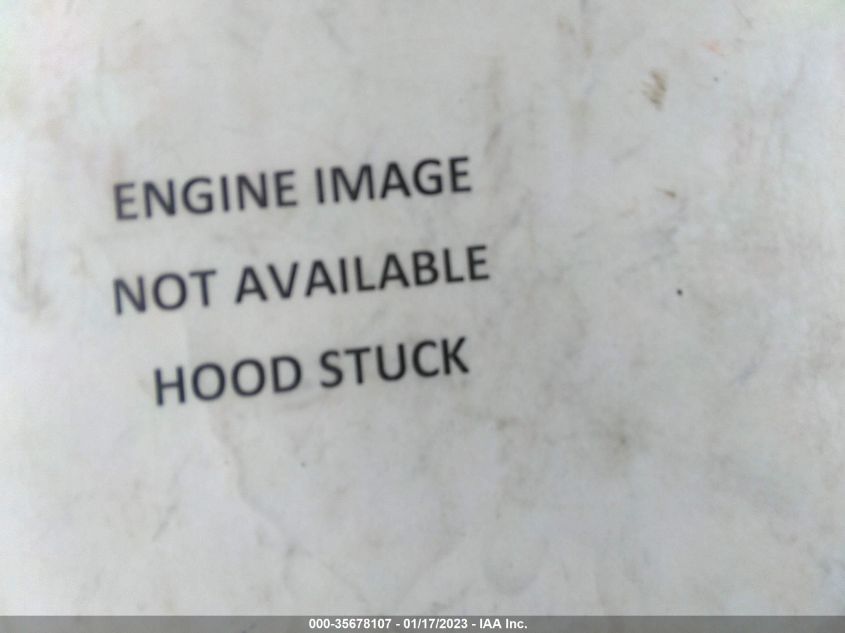 ENGINE IMAGE
NOT AVAILABLE
HOOD STUCK
000-35678107 - 01/17/2023 - IAA Inc.